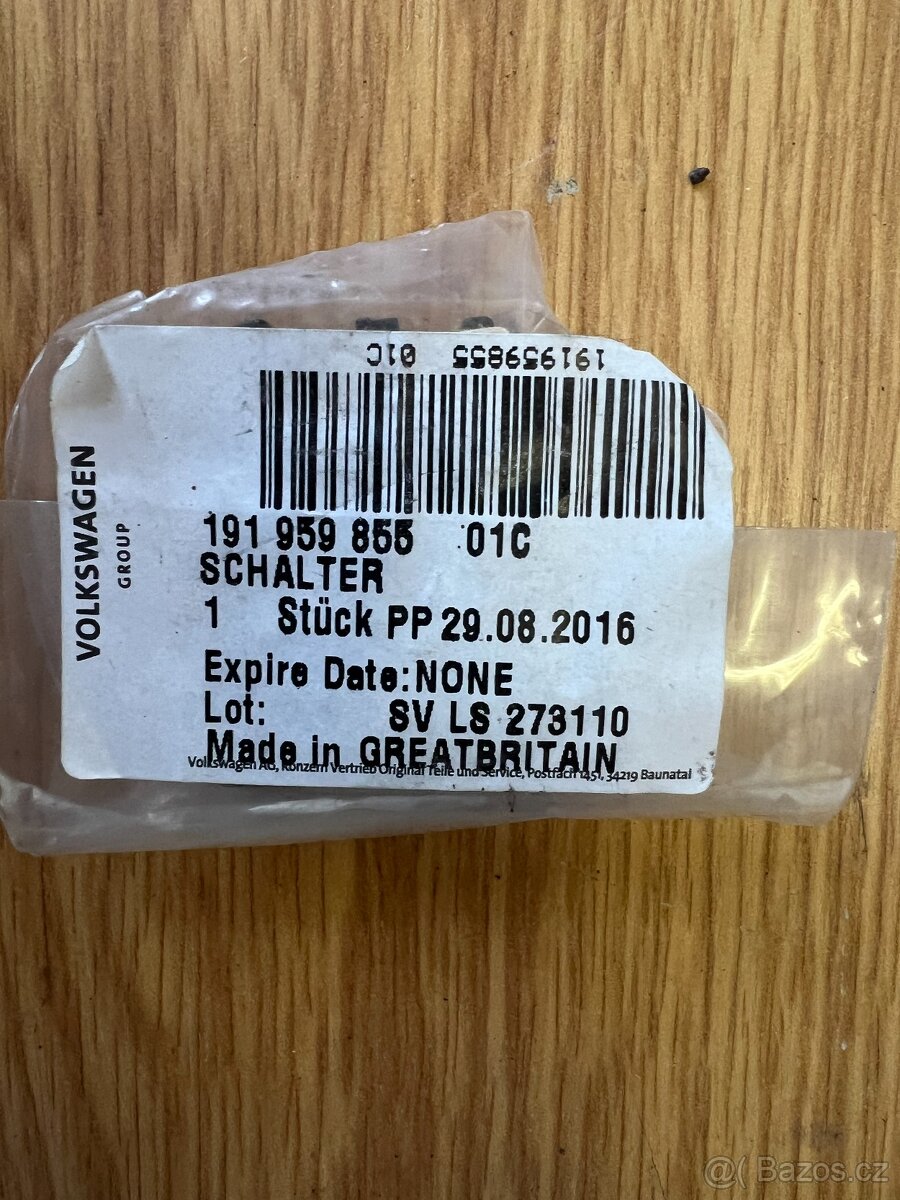 191959855 01C
VOLKSWAGEN
GROUP
191 959 855 01C
SCHALTER
1 Stück PP 29.08.2016
Expire Date:NONE
Lot: SV LS 273110
Made in GREATBRITAIN
Volkswagen AG, Konzern Vertrieb Original Teile und Service, Postfach 1451, 34219 Baunatal
@( Bazos.cz